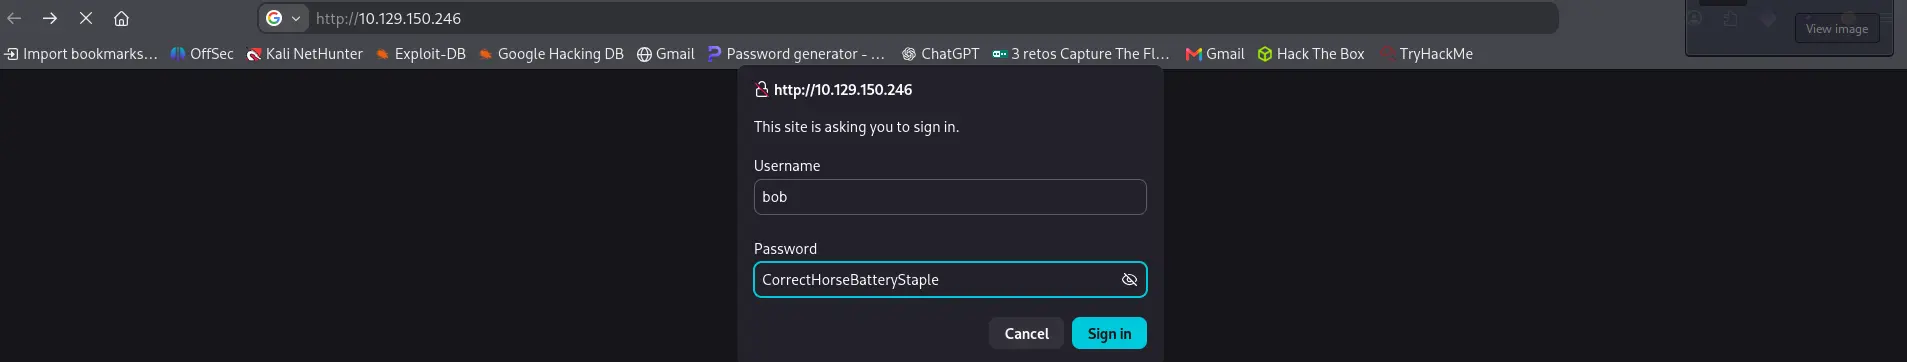 http://10.129.150.246
View image
Import bookmarks... OffSec Kali NetHunter Exploit-DB Google Hacking DB Gmail Password generator - ... ChatGPT 3 retos Capture The Fl... Gmail Hack The Box TryHackMe
http://10.129.150.246
This site is asking you to sign in.
Username
bob
Password
CorrectHorseBatteryStaple
Cancel Sign in